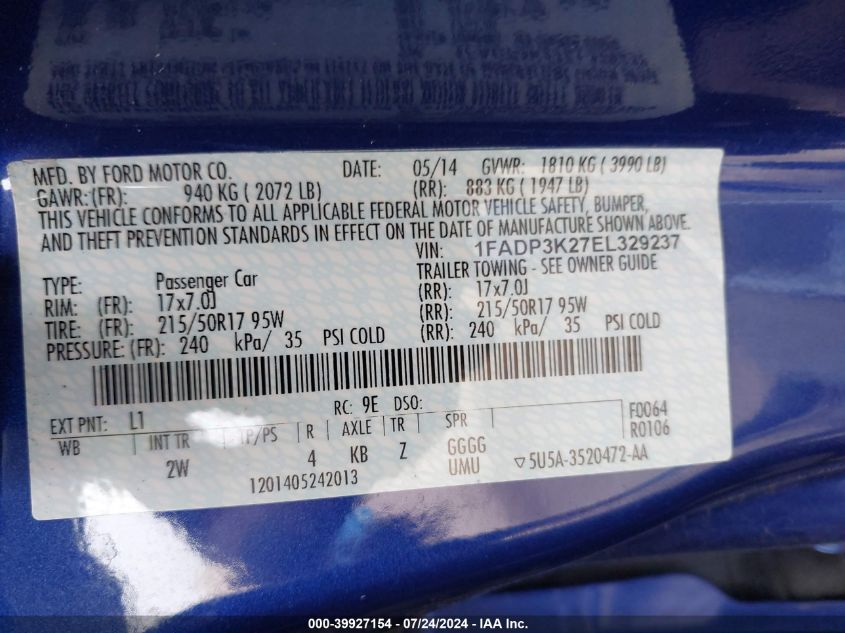 MFD. BY FORD MOTOR CO. DATE: 05/14 GVWR: 1810 KG ( 3990 LB)
GAWR: (FR): 940 KG ( 2072 LB) (RR): 883 KG ( 1947 LB)
THIS VEHICLE CONFORMS TO ALL APPLICABLE FEDERAL MOTOR VEHICLE SAFETY, BUMPER,
AND THEFT PREVENTION STANDARDS IN EFFECT ON THE DATE OF MANUFACTURE SHOWN ABOVE.
VIN: 1FADP3K27EL329237
TYPE: Passenger Car TRAILER TOWING - SEE OWNER GUIDE
RIM: (FR): 17x7.0J (RR): 17x7.0J
TIRE: (FR): 215/50R17 95W (RR): 215/50R17 95W
PRESSURE: (FR): 240 kPa/ 35 PSI COLD (RR): 240 kPa/ 35 PSI COLD
EXT PNT: L1 RC: 9E DSO: F0064
WB INT TR TP/PS R AXLE TR SPR R0106
2W 4 KB Z GGGG
UMU ▽5U5A-3520472-AA
1201405242013
000-39927154 - 07/24/2024 - IAA Inc.